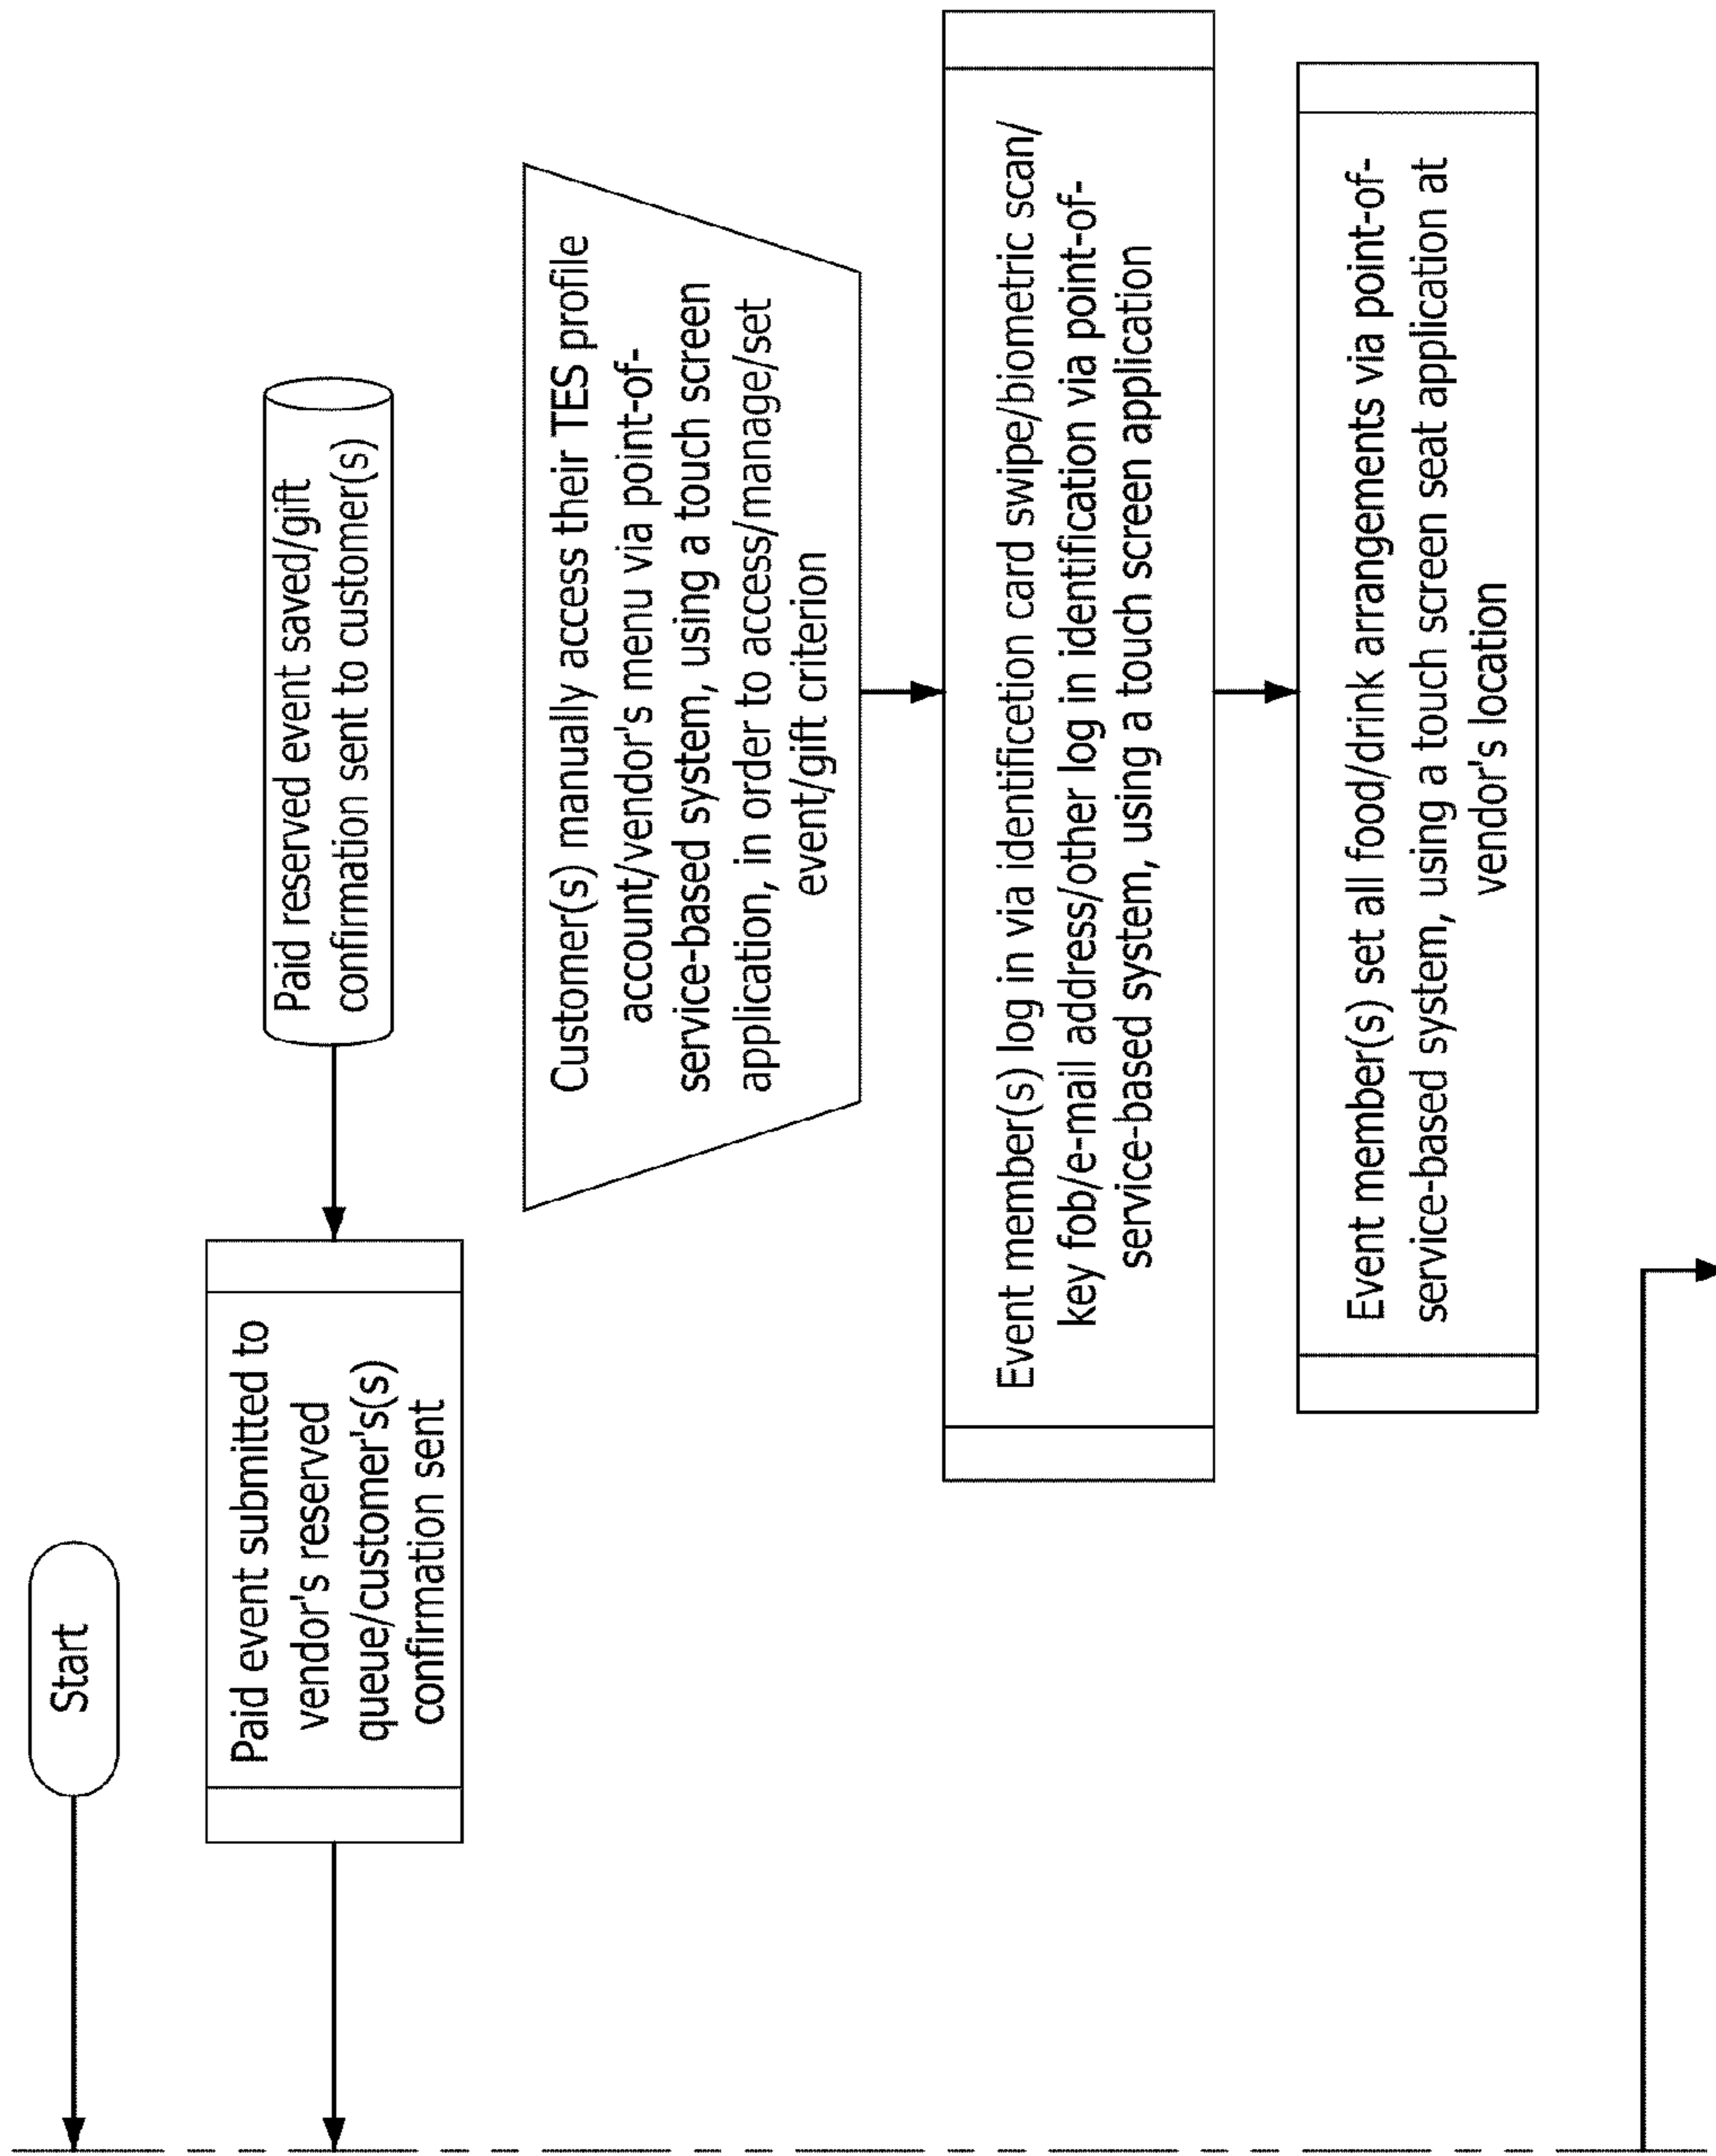 Start
Paid event submitted to
vendor's reserved
queue/customer's(s)
confirmation sent
Paid reserved event saved/gift
confirmation sent to customer(s)
Customer(s) manually access their TES profile
account/vendor's menu via point-of-
service-based system, using a touch screen
application, in order to access/manage/set
event/gift criterion
Event member(s) log in via identificetion card swipe/biometric scan/
key fob/e-mail address/other log in identification via point-of-
service-based system, using a touch screen application
Event member(s) set all food/drink arrangements via point-of-
service-based system, using a touch screen seat application at
vendor's location